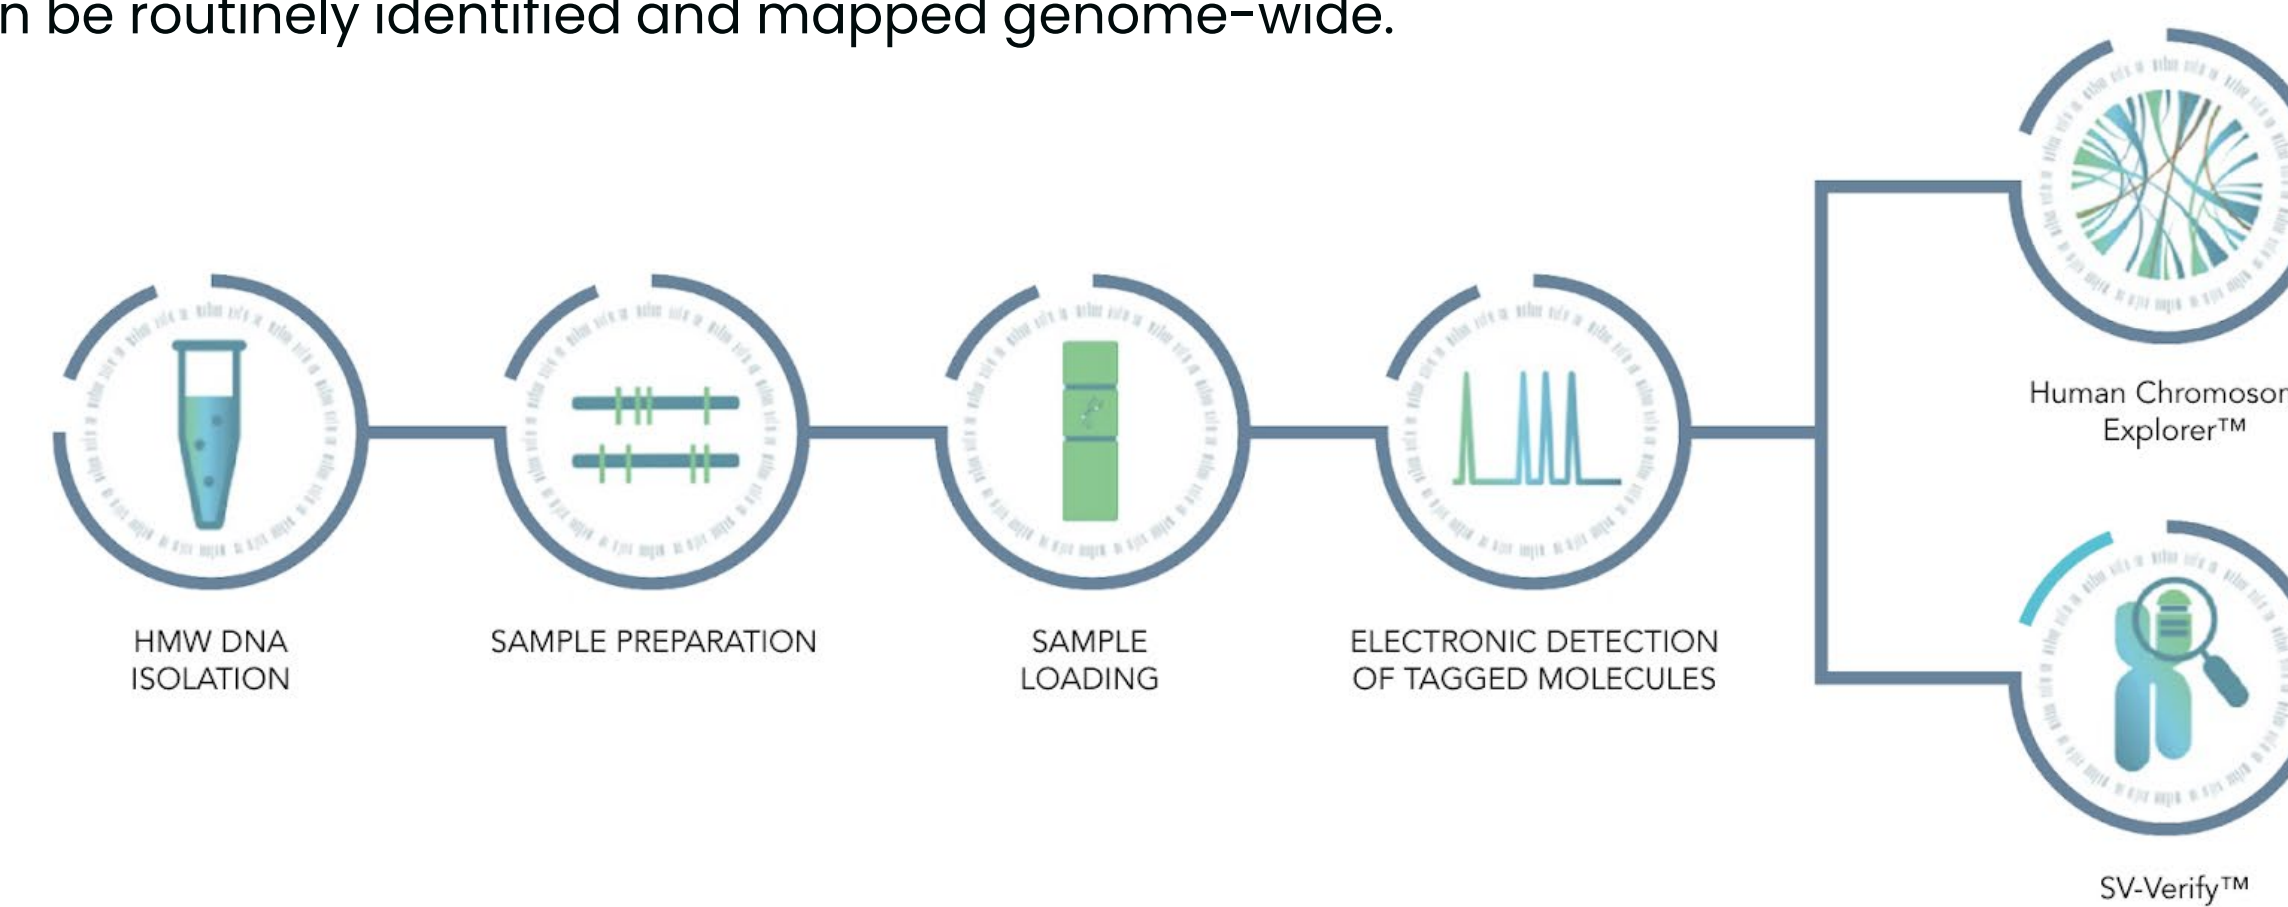 n be routinely identified and mapped genome-wide.
HMW DNA
ISOLATION
SAMPLE PREPARATION
SAMPLE
LOADING
ELECTRONIC DETECTION
OF TAGGED MOLECULES
Human Chromosom
Explorer™
SV-Verify™